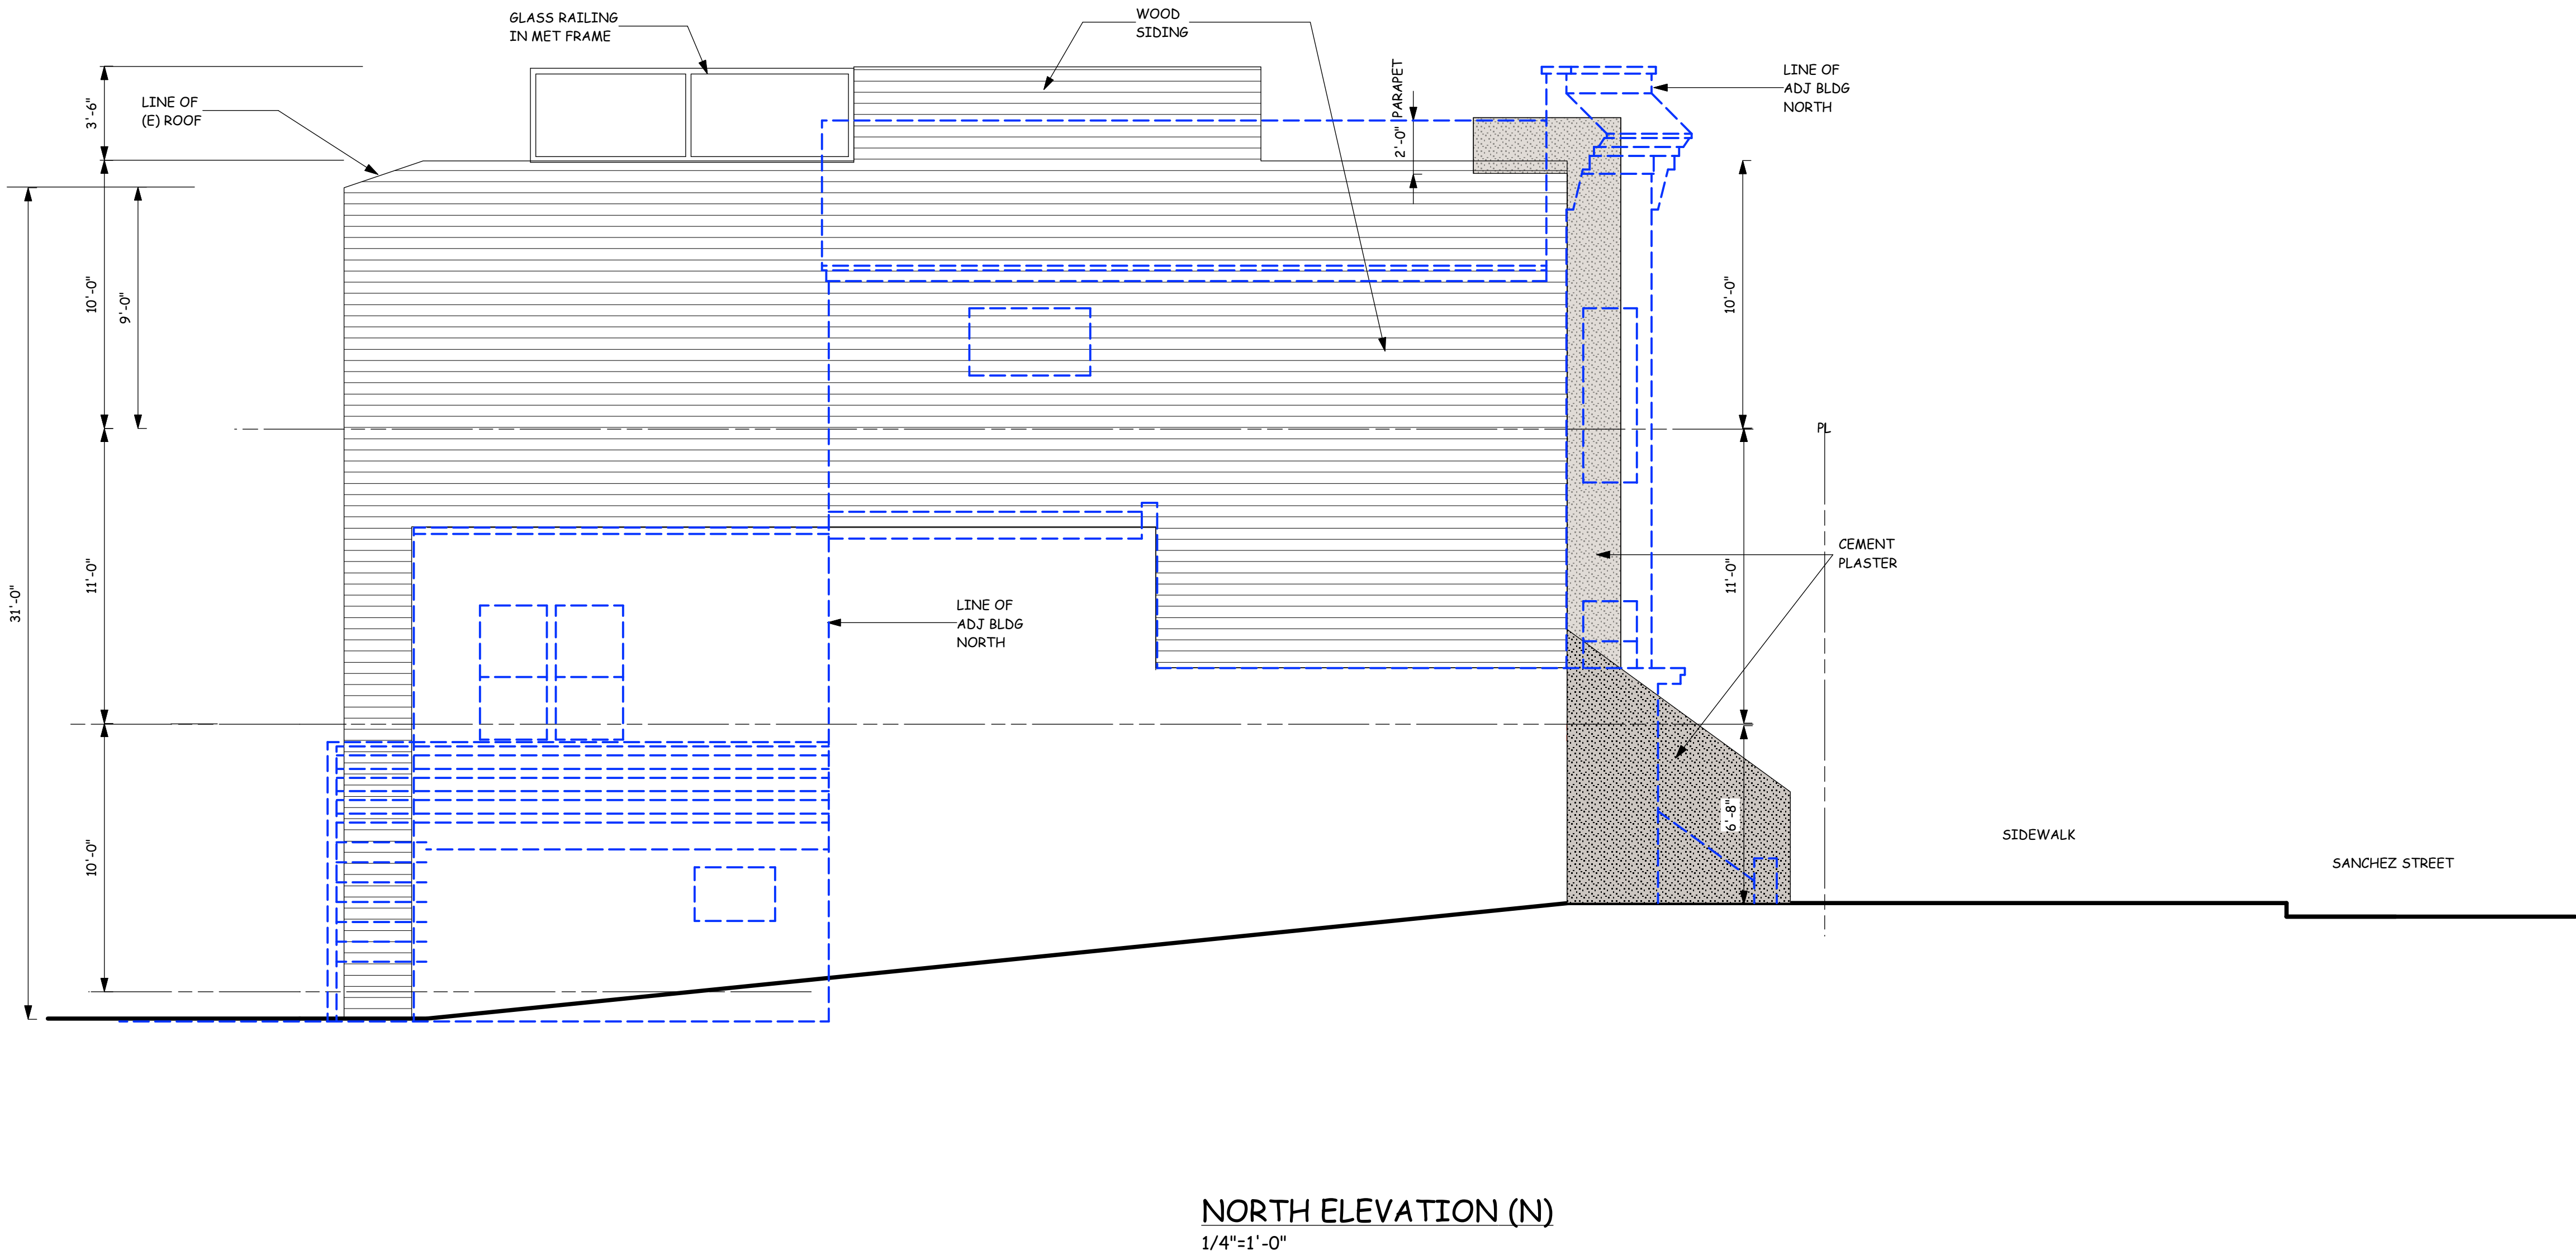 GLASS RAILING
IN MET FRAME
WOOD
SIDING
LINE OF
ADJ BLDG
NORTH
LINE OF
(E) ROOF
3'-6"
2'-0" PARAPET
10'-0"
9'-0"
10'-0"
PL
31'-0"
11'-0"
11'-0"
CEMENT
PLASTER
LINE OF
ADJ BLDG
NORTH
10'-0"
6'-8"
SIDEWALK
SANCHEZ STREET
NORTH ELEVATION (N)
1/4"=1'-0"